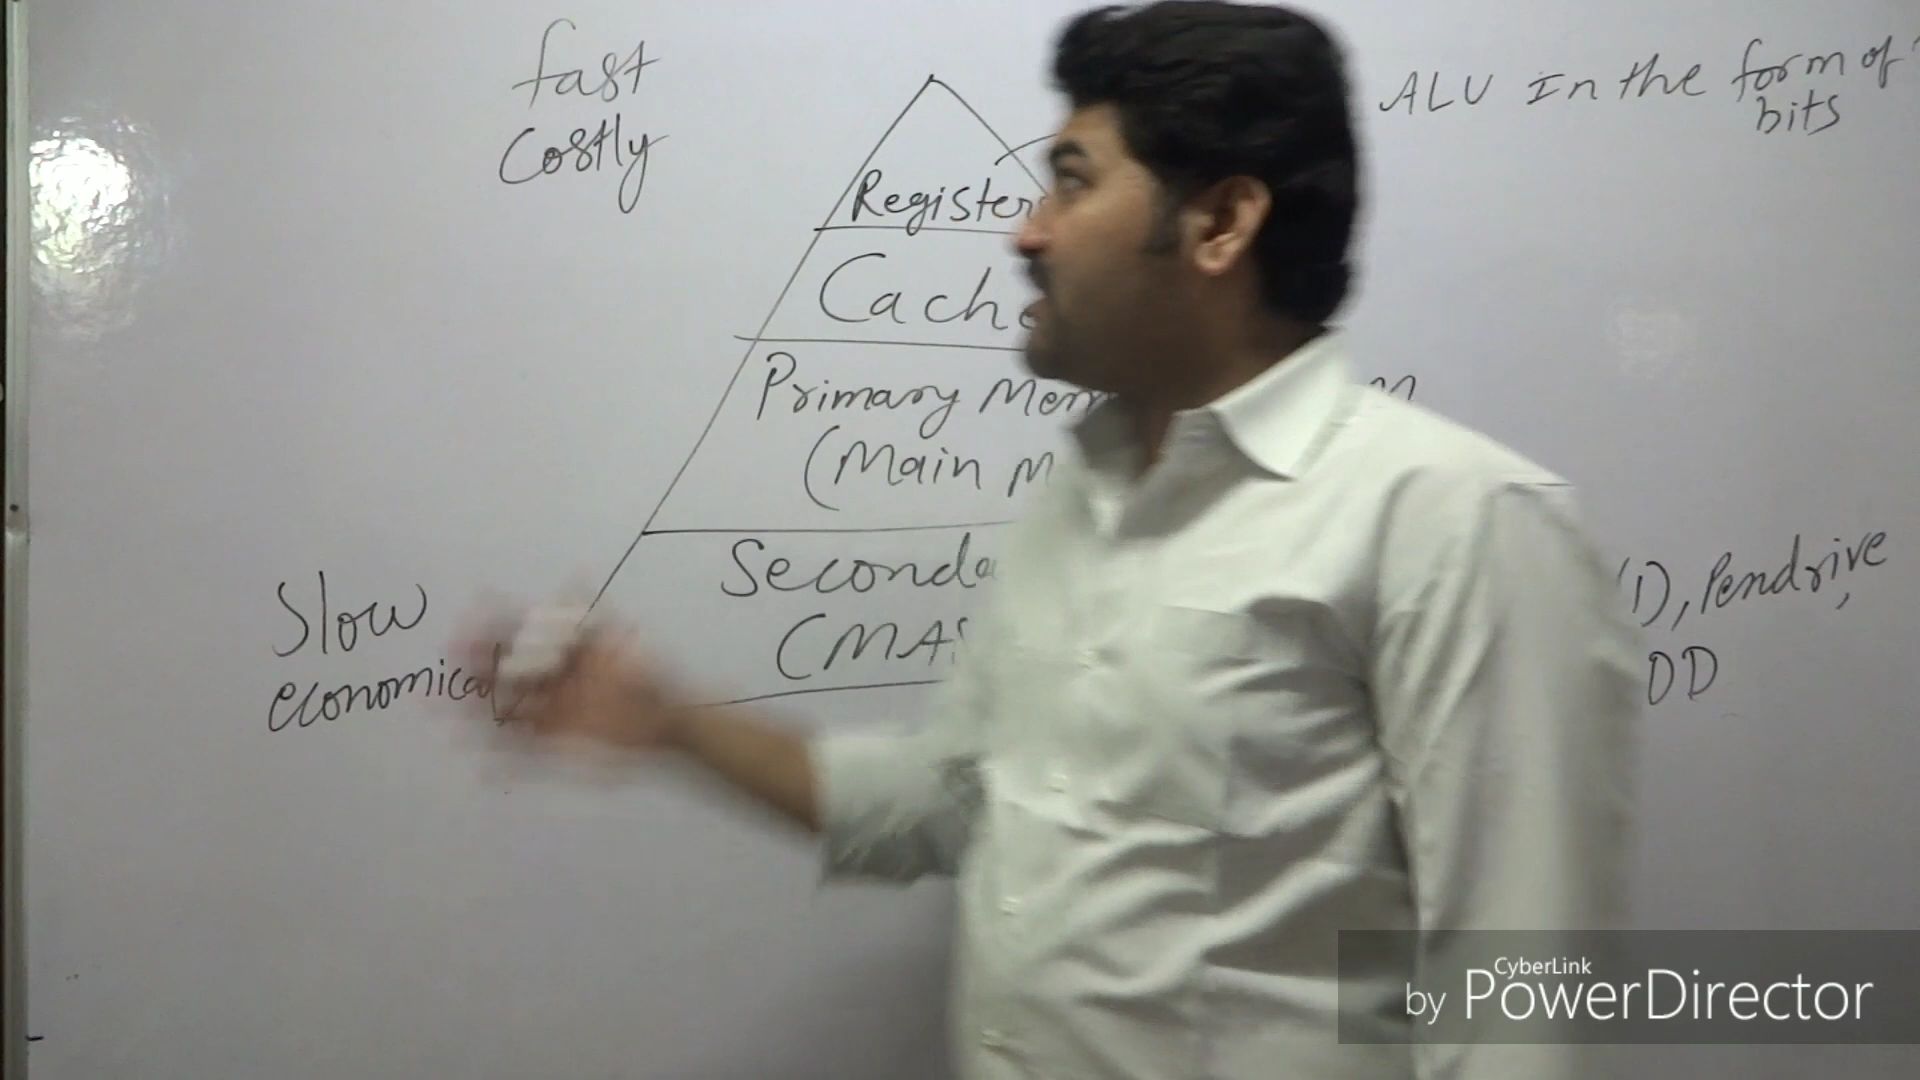 fast
costly
ALU In the form of
bits
Register
Cache
Primary Mem
(Main M
Seconda
(MAS
Slow
economical
D), Pendrive,
DD
CyberLink
by PowerDirector